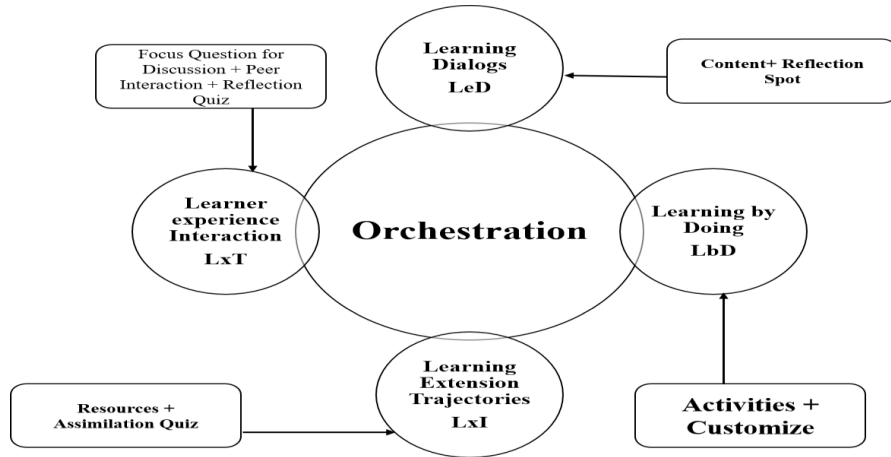 Focus Question for
Discussion + Peer
Interaction + Reflection
Quiz
Learning
Dialogs
LeD
Content+ Reflection
Spot
Learner
experience
Interaction
LxT
Orchestration
Learning by
Doing
LbD
Learning
Extension
Trajectories
LxI
Resources +
Assimilation Quiz
Activities +
Customize